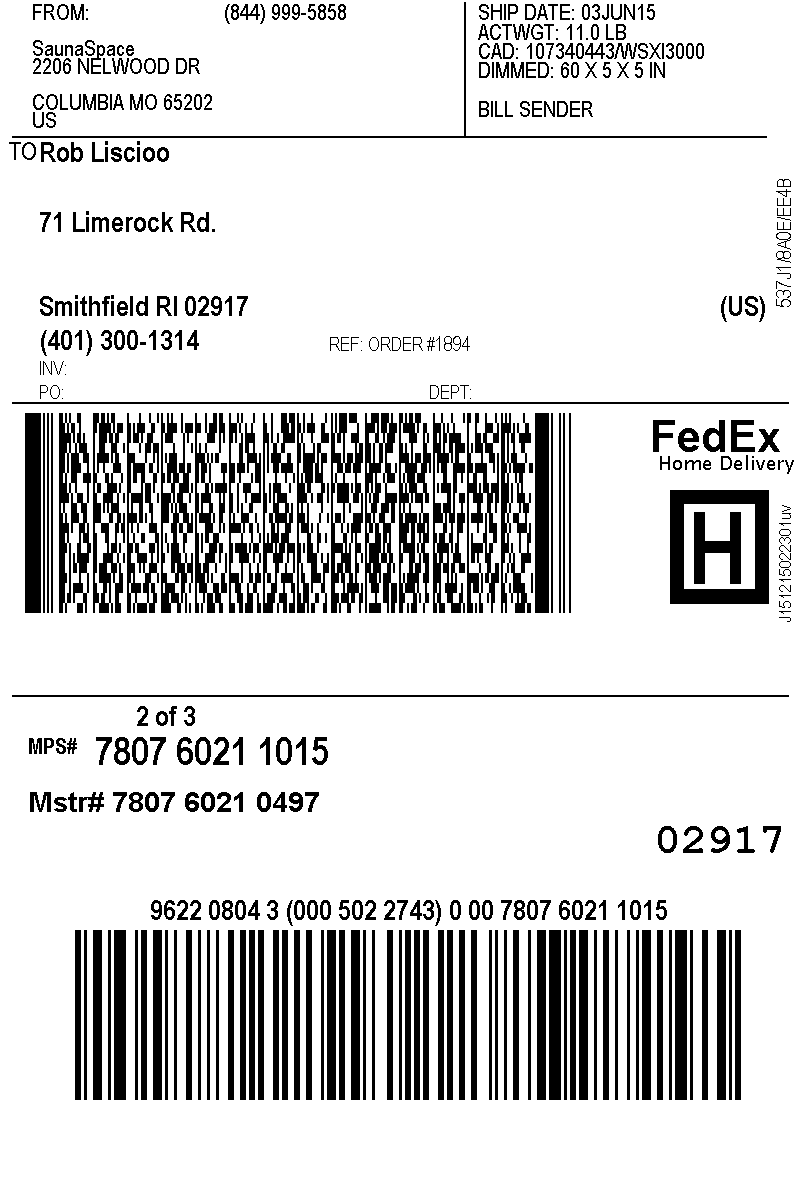 FROM: (844) 999-5858
SaunaSpace
2206 NELWOOD DR
COLUMBIA MO 65202
US
SHIP DATE: 03JUN15
ACTWGT: 11.0 LB
CAD: 107340443/WSXI3000
DIMMED: 60 X 5 X 5 IN
BILL SENDER
TO Rob Liscioo
71 Limerock Rd.
Smithfield RI 02917 (US)
(401) 300-1314 REF: ORDER #1894
INV:
PO: DEPT:
537J1/8A0E/EE4B
FedEx
Home Delivery
H
J151215022301uv
2 of 3
MPS# 7807 6021 1015
Mstr# 7807 6021 0497
02917
9622 0804 3 (000 502 2743) 0 00 7807 6021 1015